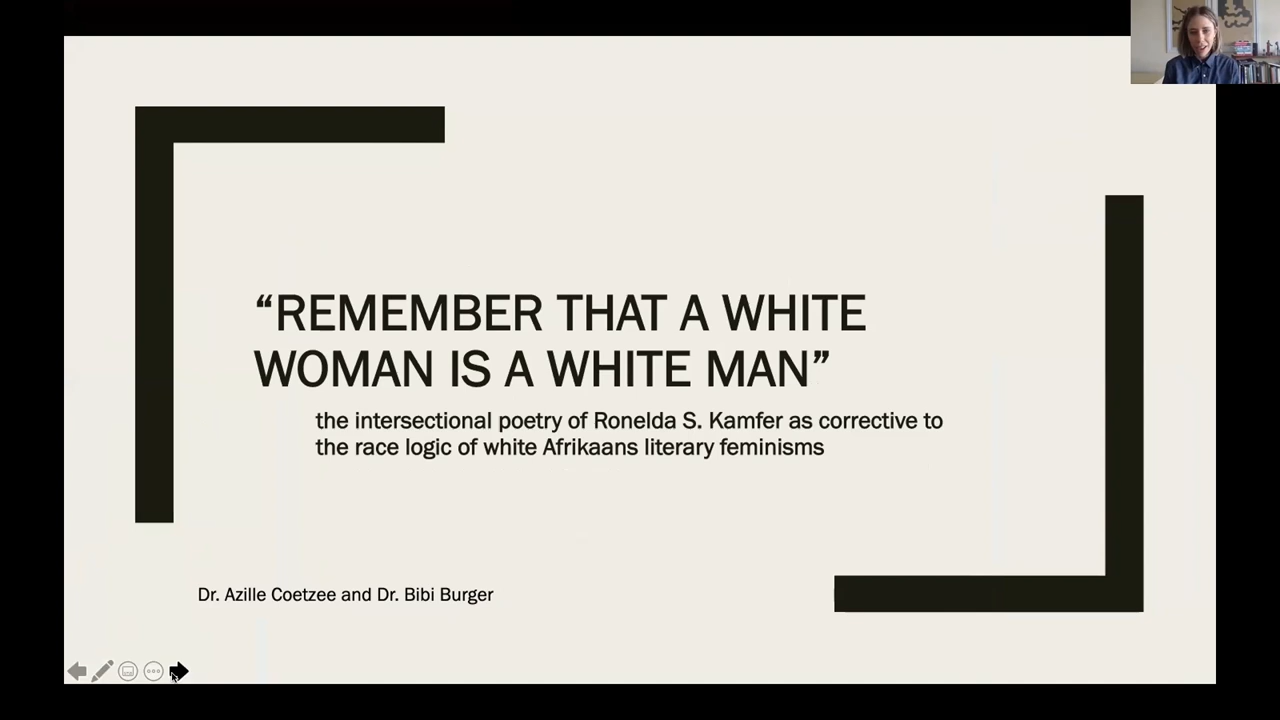 “REMEMBER THAT A WHITE
WOMAN IS A WHITE MAN”
the intersectional poetry of Ronelda S. Kamfer as corrective to
the race logic of white Afrikaans literary feminisms
Dr. Azille Coetzee and Dr. Bibi Burger